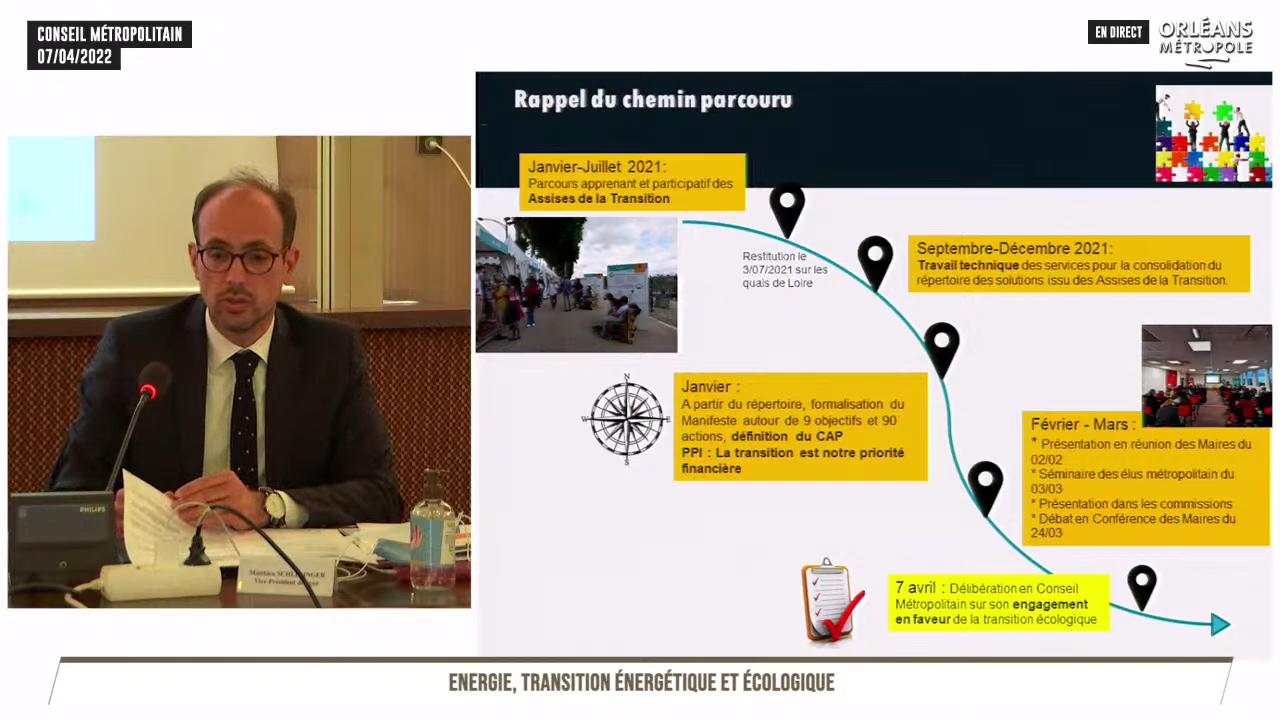 CONSEIL MÉTROPOLITAIN
07/04/2022
EN DIRECT
ORLÉANS
MÉTROPOLE
Rappel du chemin parcouru
Janvier-Juillet 2021:
Parcours apprenant et participatif des
Assises de la Transition
Restitution le
3/07/2021 sur les
quais de Loire
Septembre-Décembre 2021:
Travail technique des services pour la consolidation du
répertoire des solutions issu des Assises de la Transition.
N
W
E
S
Janvier :
A partir du répertoire, formalisation du
Manifeste autour de 9 objectifs et 90
actions, définition du CAP
PPI : La transition est notre priorité
financière
Février - Mars :
* Présentation en réunion des Maires du
02/02
* Séminaire des élus métropolitain du
03/03
* Présentation dans les commissions
* Débat en Conférence des Maires du
24/03
7 avril : Délibération en Conseil
Métropolitain sur son engagement
en faveur de la transition écologique
PHILIPS
Matthieu SCHLESINGER
Vice-Président
ENERGIE, TRANSITION ÉNERGÉTIQUE ET ÉCOLOGIQUE